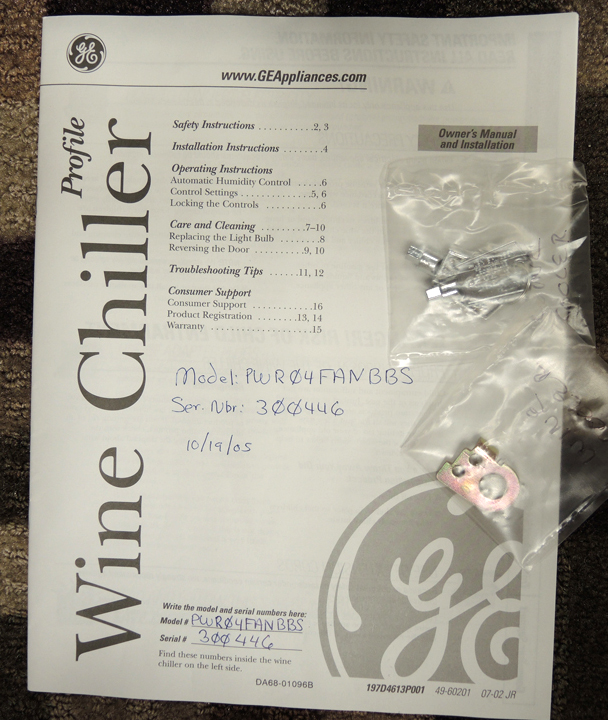 www.GEAppliances.com
Profile
Wine Chiller
Owner's Manual
and Installation
Safety Instructions . . . . . . . . . . .2, 3
Installation Instructions . . . . . . . .4
Operating Instructions
Automatic Humidity Control . . . . .6
Control Settings . . . . . . . . . . . . . .5, 6
Locking the Controls . . . . . . . . . . .6
Care and Cleaning . . . . . . . . .7–10
Replacing the Light Bulb . . . . . . . .8
Reversing the Door . . . . . . . . . .9, 10
Troubleshooting Tips . . . . . .11, 12
Consumer Support
Consumer Support . . . . . . . . . . . .16
Product Registration . . . . . . . .13, 14
Warranty . . . . . . . . . . . . . . . . . . . .15
Model: PWR04FANBBS
Ser. Nbr: 300446
10/19/05
GE
Write the model and serial numbers here:
Model # PWR04FANBBS
Serial # 300446
Find these numbers inside the wine
chiller on the left side.
DA68-01096B
197D4613P001 49-60201 07-02 JR